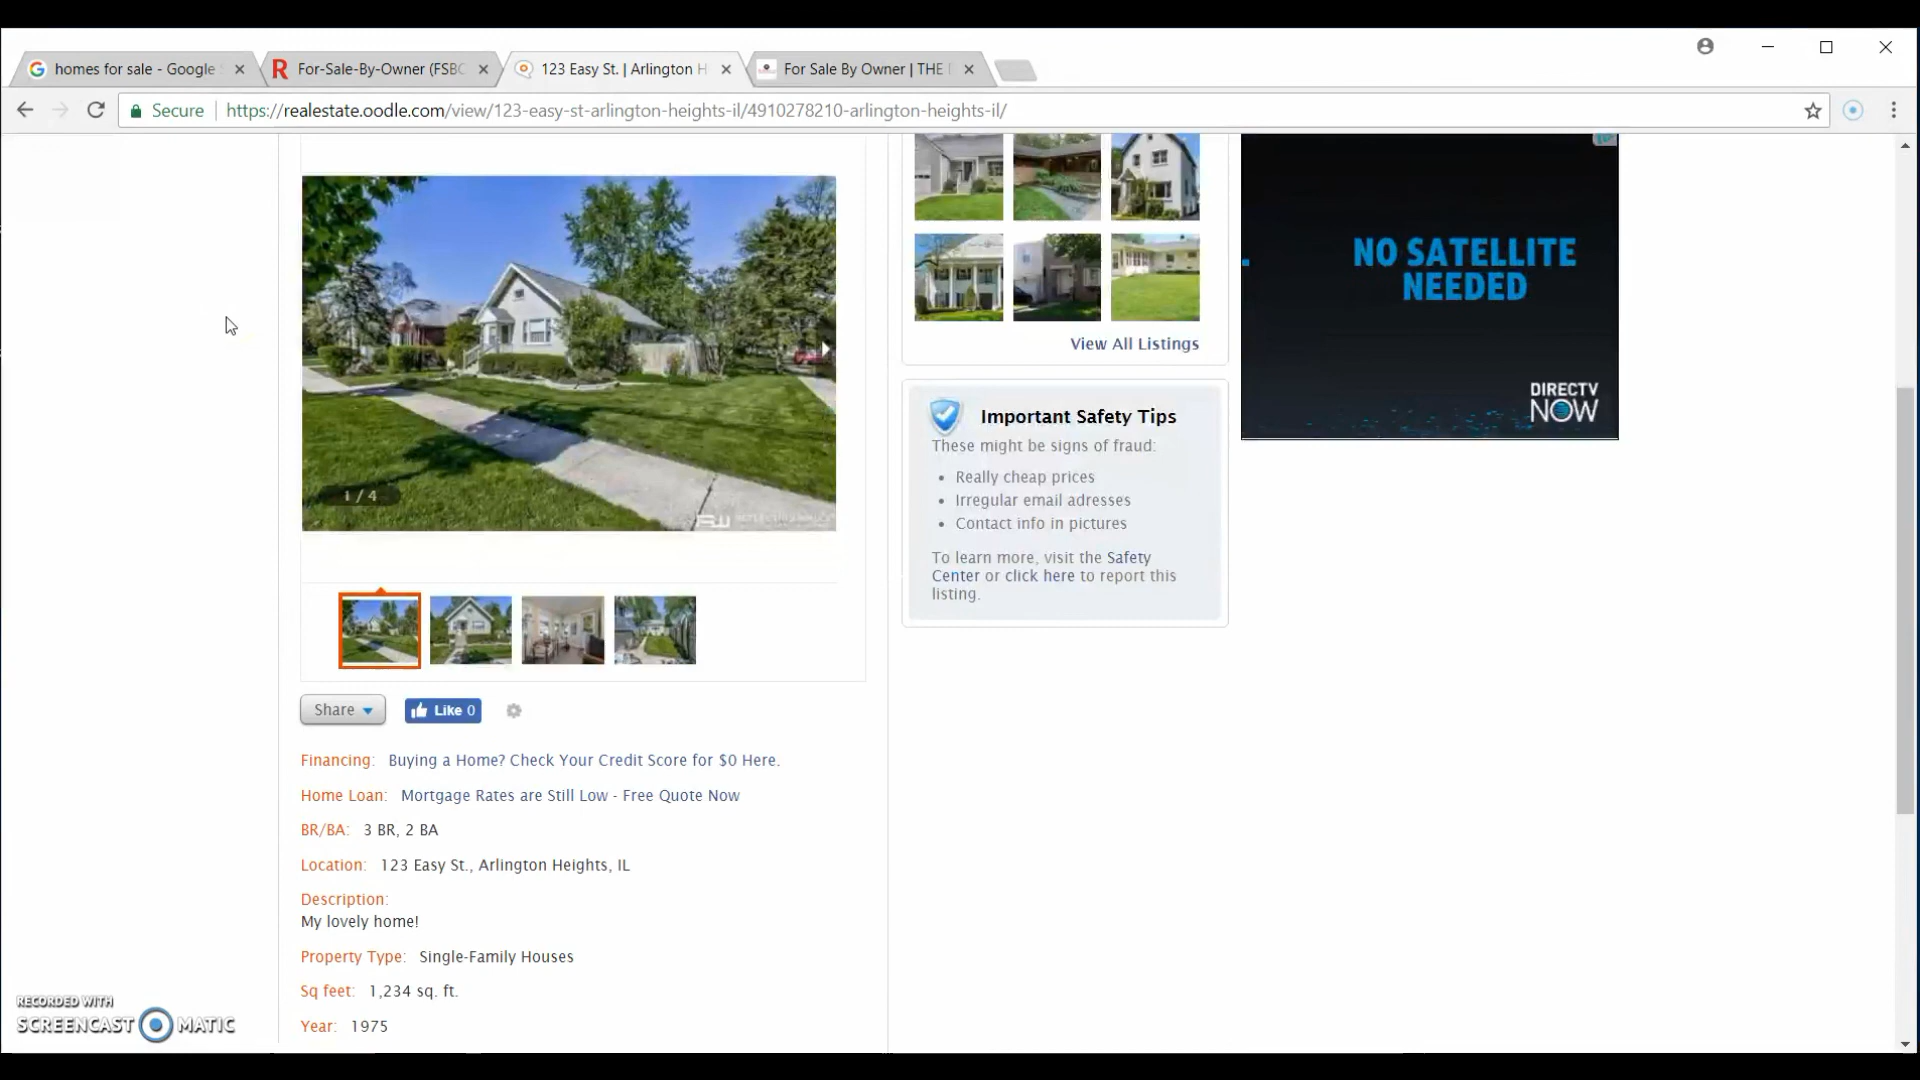 homes for sale - Google
For-Sale-By-Owner (FSBO
123 Easy St. | Arlington H
For Sale By Owner | THE
Secure
https://realestate.oodle.com/view/123-easy-st-arlington-heights-il/4910278210-arlington-heights-il/
1 / 4
View All Listings
NO SATELLITE
NEEDED
DIRECTV
NOW
Important Safety Tips
These might be signs of fraud:
• Really cheap prices
• Irregular email adresses
• Contact info in pictures
To learn more, visit the Safety
Center or click here to report this
listing.
Share
Like 0
Financing: Buying a Home? Check Your Credit Score for $0 Here.
Home Loan: Mortgage Rates are Still Low - Free Quote Now
BR/BA: 3 BR, 2 BA
Location: 123 Easy St., Arlington Heights, IL
Description:
My lovely home!
Property Type: Single-Family Houses
Sq feet: 1,234 sq. ft.
Year: 1975
RECORDED WITH
SCREENCAST MATIC